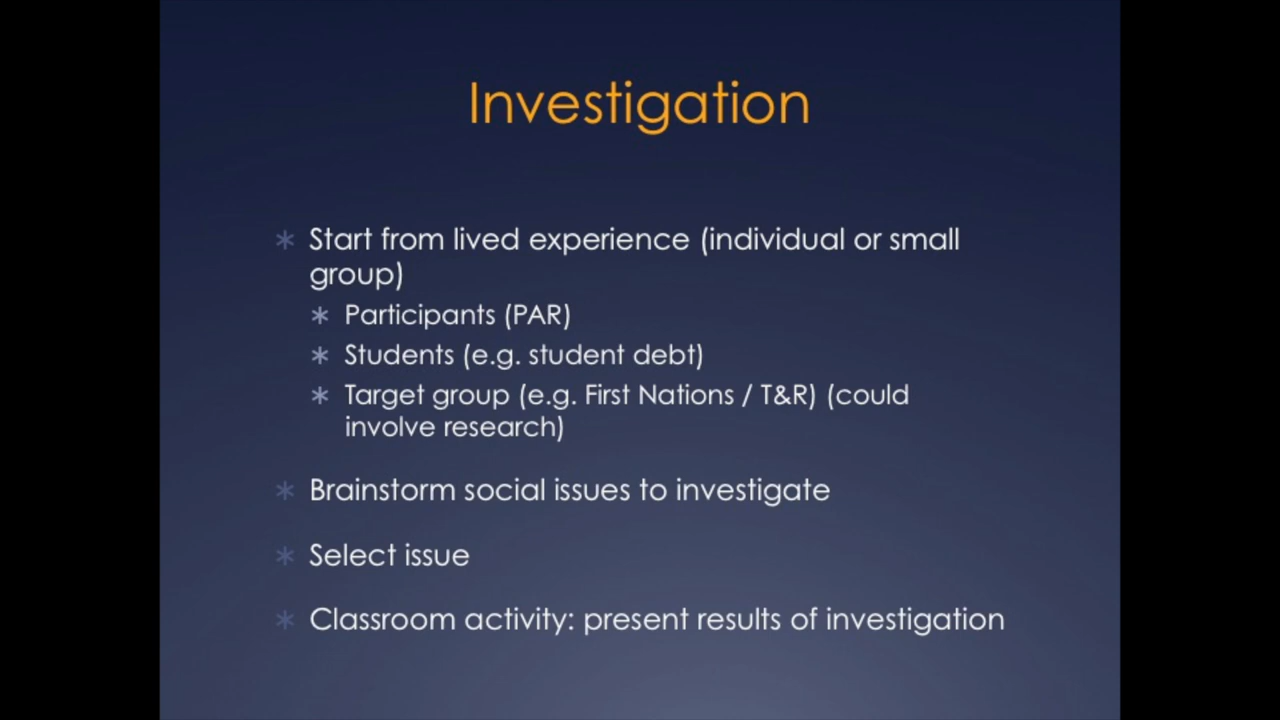 Investigation
* Start from lived experience (individual or small
group)
* Participants (PAR)
* Students (e.g. student debt)
* Target group (e.g. First Nations / T&R) (could
involve research)
* Brainstorm social issues to investigate
* Select issue
* Classroom activity: present results of investigation